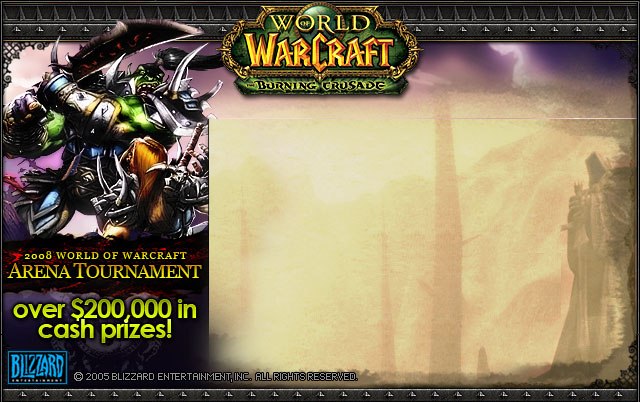 WORLD
OF
WARCRAFT
THE BURNING CRUSADE
2008 WORLD OF WARCRAFT
ARENA TOURNAMENT
over $200,000 in
cash prizes!
BLIZZARD
ENTERTAINMENT
© 2005 BLIZZARD ENTERTAINMENT, INC. ALL RIGHTS RESERVED.